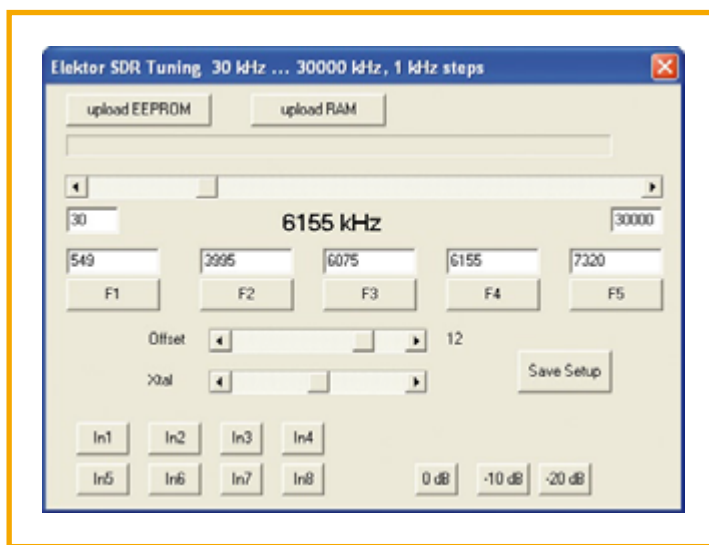 Elektor SDR Tuning 30 kHz ... 30000 kHz, 1 kHz steps
upload EEPROM upload RAM
30 6155 kHz 30000
549 3995 6075 6155 7320
F1 F2 F3 F4 F5
Offset 12
Xtal Save Setup
In1 In2 In3 In4
In5 In6 In7 In8 0 dB -10 dB -20 dB